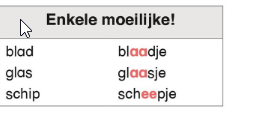 Enkele moeilijke!
blad blaadje
glas glaasje
schip scheepje